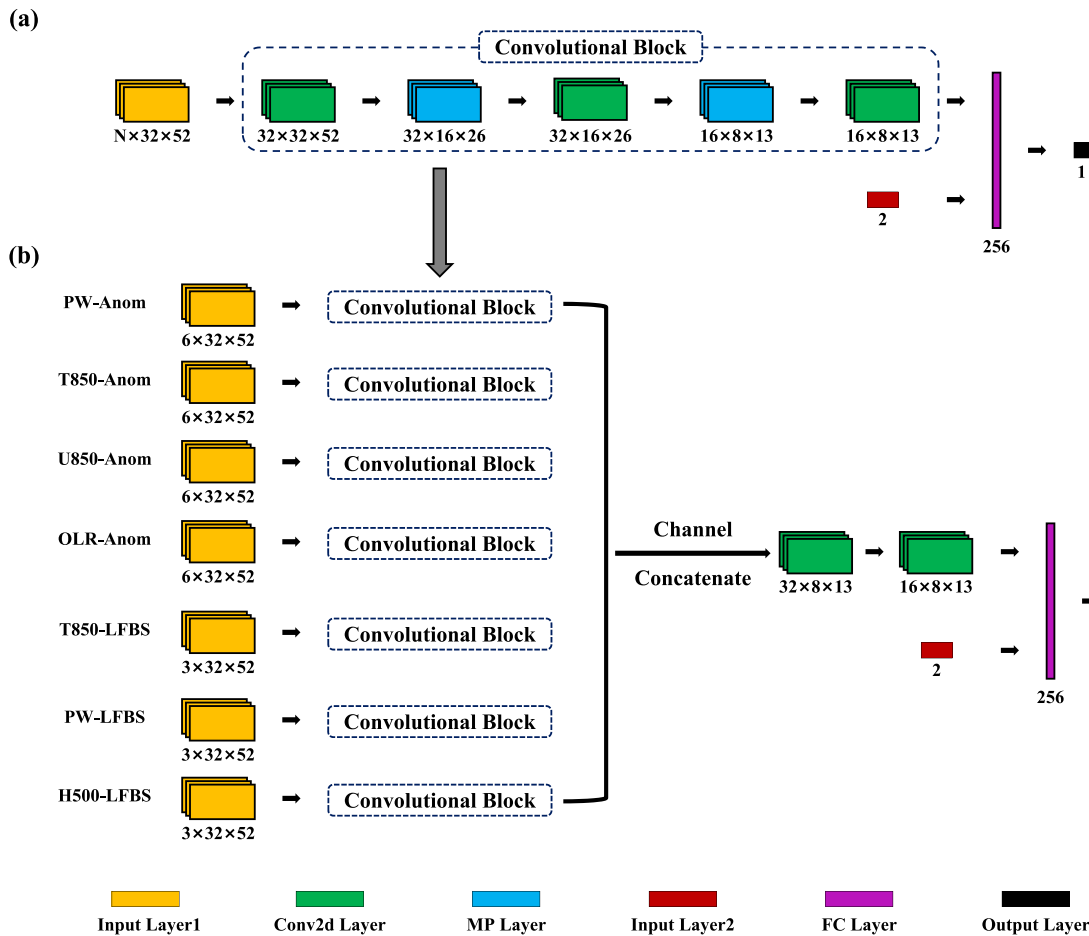 (a)
Convolutional Block
N×32×52
32×32×52
32×16×26
32×16×26
16×8×13
16×8×13
1
2
256
(b)
PW-Anom
6×32×52
Convolutional Block
T850-Anom
6×32×52
Convolutional Block
U850-Anom
6×32×52
Convolutional Block
OLR-Anom
6×32×52
Convolutional Block
T850-LFBS
3×32×52
Convolutional Block
PW-LFBS
3×32×52
Convolutional Block
H500-LFBS
3×32×52
Convolutional Block
Channel
Concatenate
32×8×13
16×8×13
2
256
Input Layer1
Conv2d Layer
MP Layer
Input Layer2
FC Layer
Output Layer